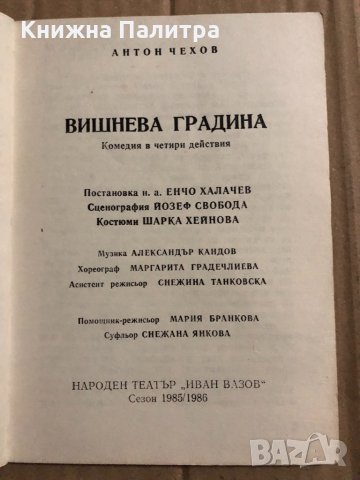 Книжна Палитра
АНТОН ЧЕХОВ
ВИШНЕВА ГРАДИНА
Комедия в четири действия
Постановка н. а. ЕНЧО ХАЛАЧЕВ
Сценография ЙОЗЕФ СВОБОДА
Костюми ШАРКА ХЕЙНОВА
Музика АЛЕКСАНДЪР КАНДОВ
Хореограф МАРГАРИТА ГРАДЕЧЛИЕВА
Асистент режисьор СНЕЖИНА ТАНКОВСКА
Помощник-режисьор МАРИЯ БРАНКОВА
Суфльор СНЕЖАНА ЯНКОВА
НАРОДЕН ТЕАТЪР „ИВАН ВАЗОВ"
Сезон 1985/1986
BAZAR